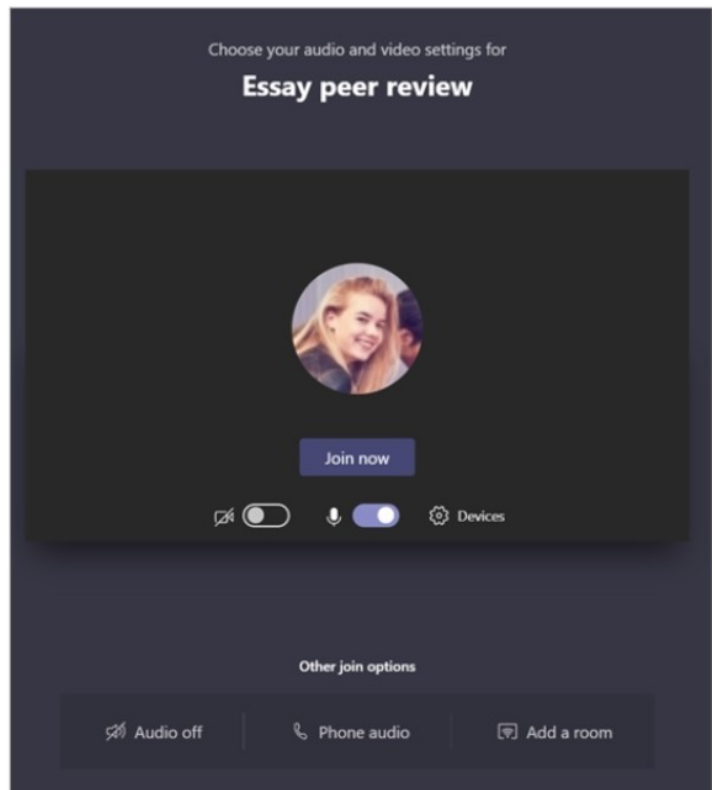 Choose your audio and video settings for
Essay peer review
Join now
Devices
Other join options
Audio off
Phone audio
Add a room